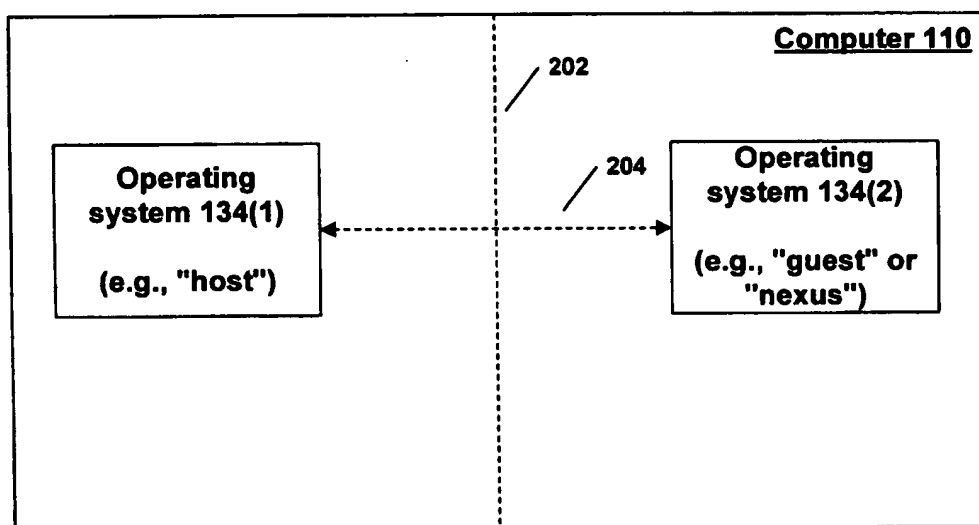 Computer 110
202
204
Operating
system 134(1)
(e.g., "host")
Operating
system 134(2)
(e.g., "guest" or
"nexus")